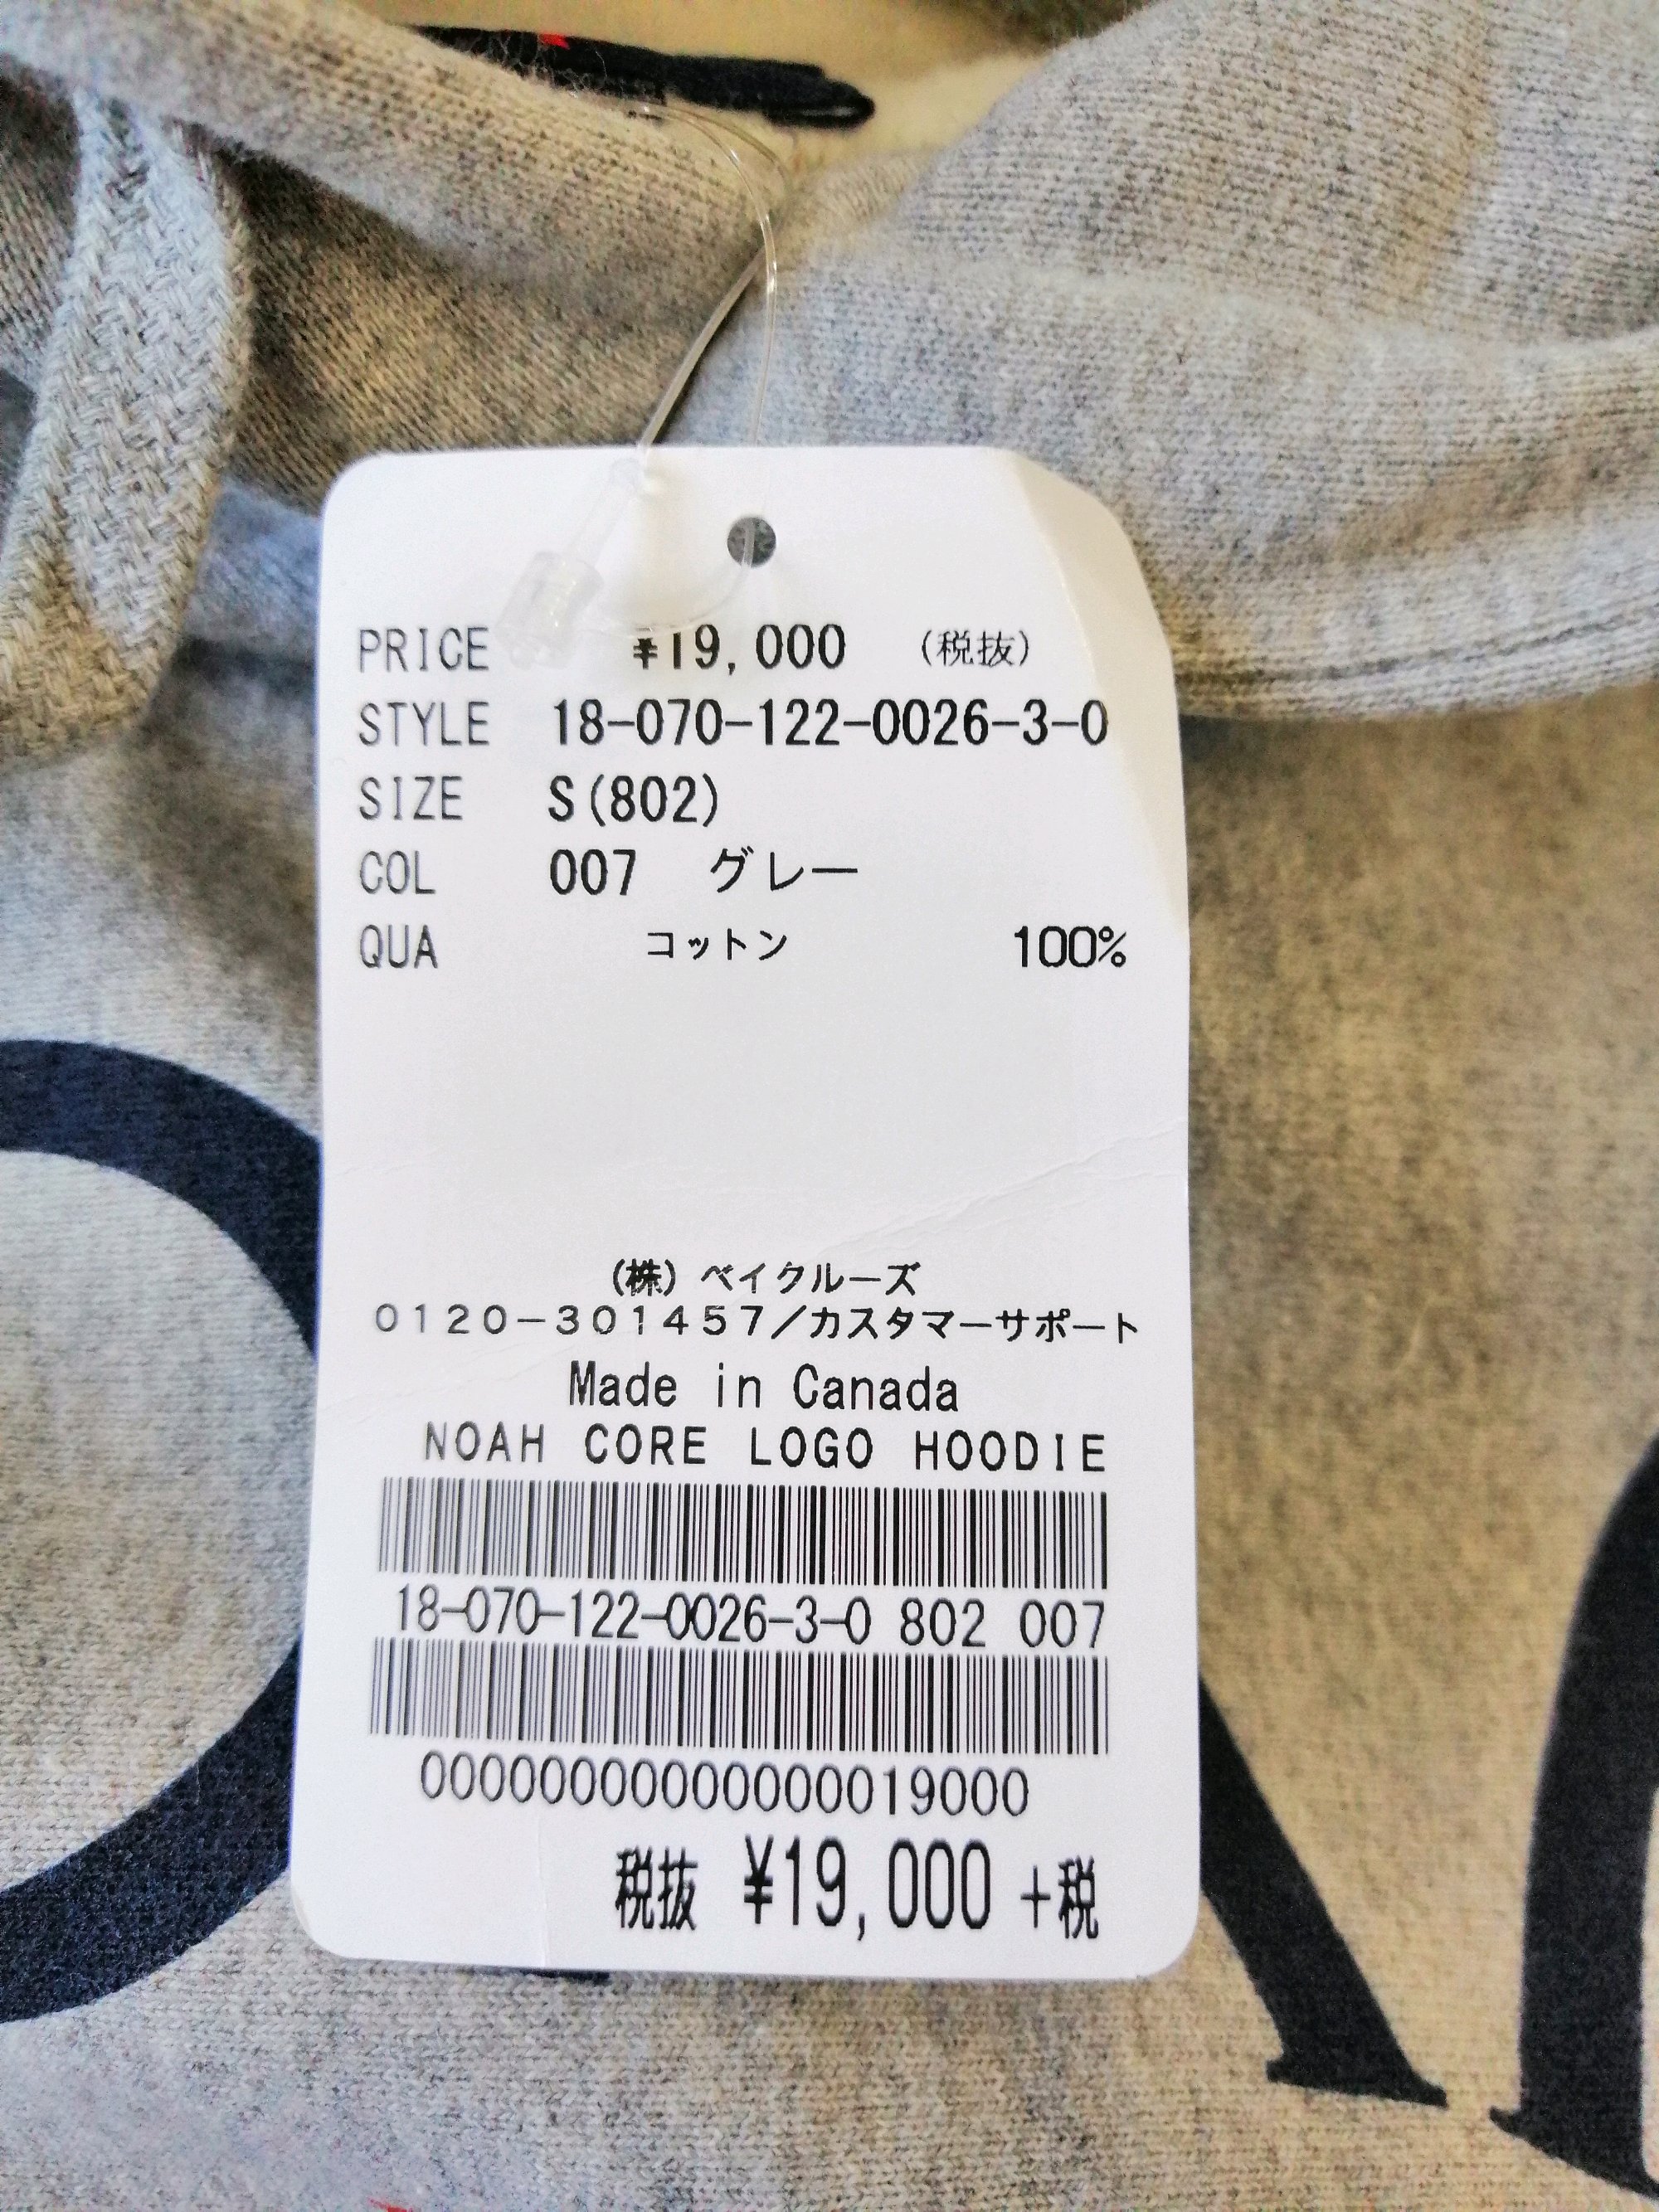 PRICE ¥19,000 (税抜)
STYLE 18-070-122-0026-3-0
SIZE S(802)
COL 007 グレー
QUA コットン 100%
(株) ベイクルーズ
0120-301457/カスタマーサポート
Made in Canada
NOAH CORE LOGO HOODIE
18-070-122-0026-3-0 802 007
00000000000000019000
税抜 ¥19,000 +税